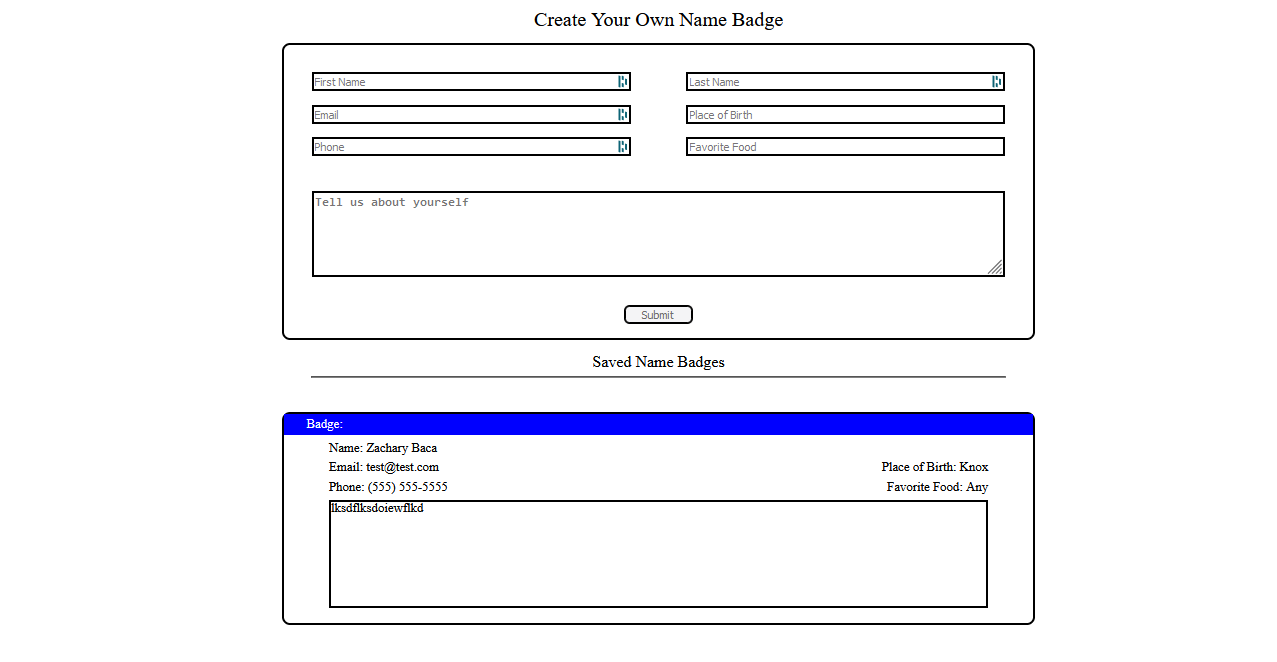 Create Your Own Name Badge
First Name
Last Name
Email
Place of Birth
Phone
Favorite Food
Tell us about yourself
Submit
Saved Name Badges
Badge:
Name: Zachary Baca
Email: test@test.com
Place of Birth: Knox
Phone: (555) 555-5555
Favorite Food: Any
lksdflksdoiewflkd